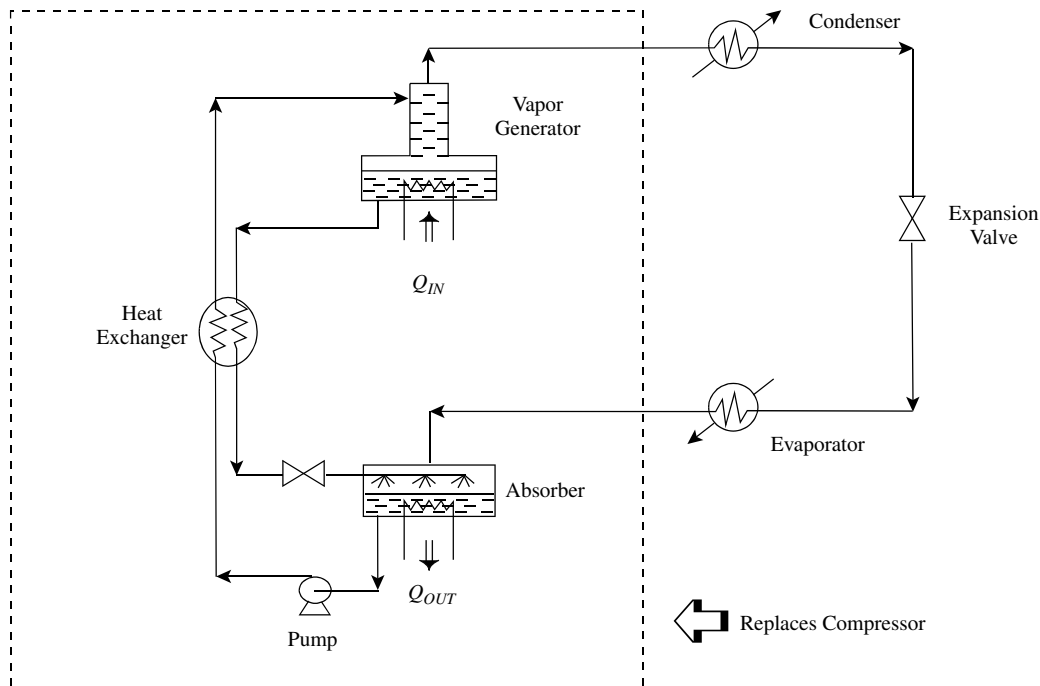 Condenser
Vapor
Generator
Expansion
Valve
Q_IN
Heat
Exchanger
Evaporator
Absorber
Q_OUT
Replaces Compressor
Pump